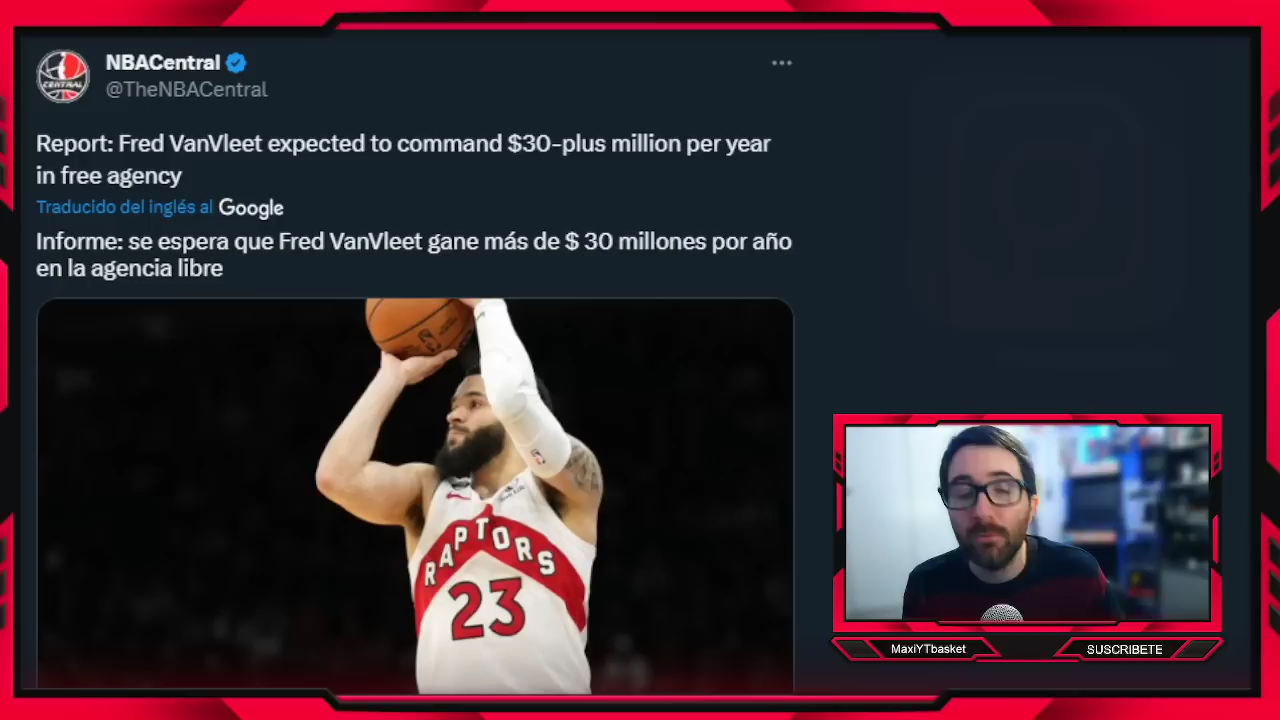 NBACentral
@TheNBACentral
Report: Fred VanVleet expected to command $30-plus million per year
in free agency
Traducido del inglés al Google
Informe: se espera que Fred VanVleet gane más de $ 30 millones por año
en la agencia libre
CENTRAL
RAPTORS
23
MaxiYTbasket
SUSCRIBETE